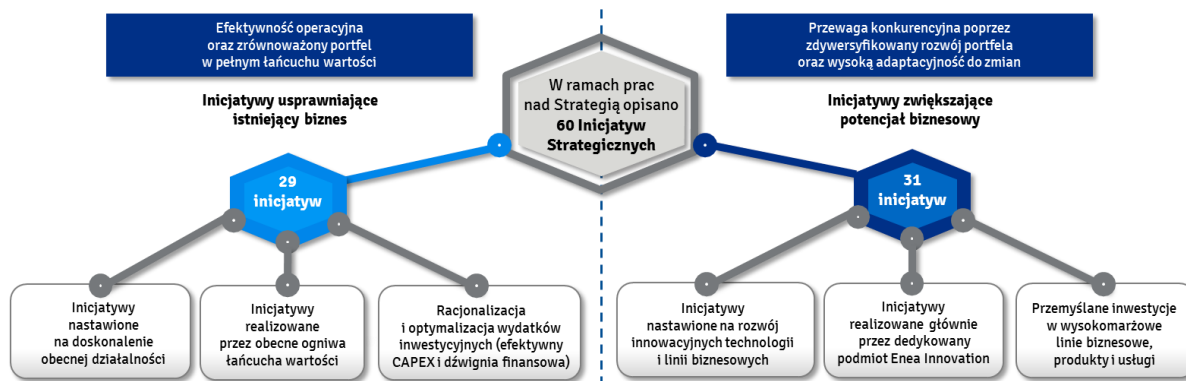 Efektywność operacyjna
oraz zrównoważony portfel
w pełnym łańcuchu wartości
Inicjatywy usprawniające
istniejący biznes
W ramach prac
nad Strategią opisano
60 Inicjatyw
Strategicznych
Przewaga konkurencyjna poprzez
zdywersyfikowany rozwój portfela
oraz wysoką adaptacyjność do zmian
Inicjatywy zwiększające
potencjał biznesowy
29
inicjatyw
31
inicjatyw
Inicjatywy
nastawione
na doskonalenie
obecnej działalności
Inicjatywy
realizowane
przez obecne ogniwa
łańcucha wartości
Racjonalizacja
i optymalizacja wydatków
inwestycyjnych (efektywny
CAPEX i dźwignia finansowa)
Inicjatywy
nastawione na rozwój
innowacyjnych technologii
i linii biznesowych
Inicjatywy
realizowane głównie
przez dedykowany
podmiot Enea Innovation
Przemyślane inwestycje
w wysokomarżowe
linie biznesowe,
produkty i usługi